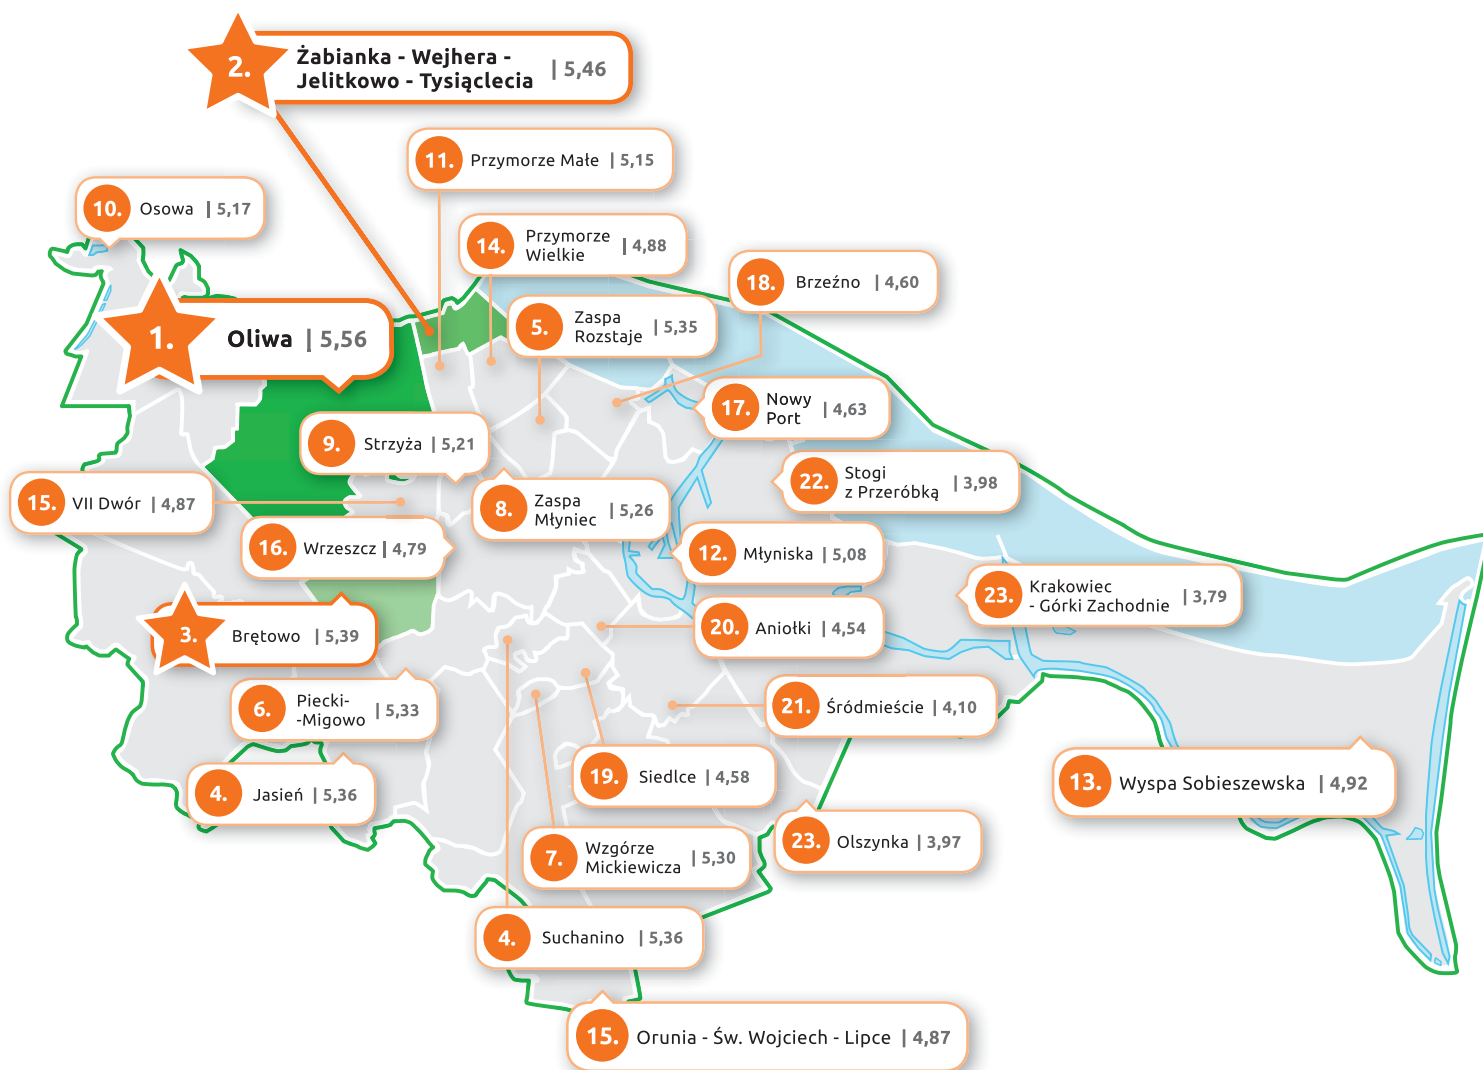 2.
Żabianka - Wejhera -
Jelitkowo - Tysiąclecia
| 5,46
11. Przymorze Małe | 5,15
10. Osowa | 5,17
14. Przymorze
Wielkie
| 4,88
18. Brzeźno | 4,60
1. Oliwa | 5,56
5. Zaspa
Rozstaje
| 5,35
17. Nowy
Port
| 4,63
9. Strzyża | 5,21
22. Stogi
z Przeróbką
| 3,98
15. VII Dwór | 4,87
8. Zaspa
Młyniec
| 5,26
16. Wrzeszcz | 4,79
12. Młyniska | 5,08
23. Krakowiec
- Górki Zachodnie
| 3,79
3. Brętowo | 5,39
20. Aniołki | 4,54
6. Piecki-
-Migowo
| 5,33
21. Śródmieście | 4,10
19. Siedlce | 4,58
13. Wyspa Sobieszewska | 4,92
4. Jasień | 5,36
23. Olszynka | 3,97
7. Wzgórze
Mickiewicza
| 5,30
4. Suchanino | 5,36
15. Orunia - Św. Wojciech - Lipce | 4,87